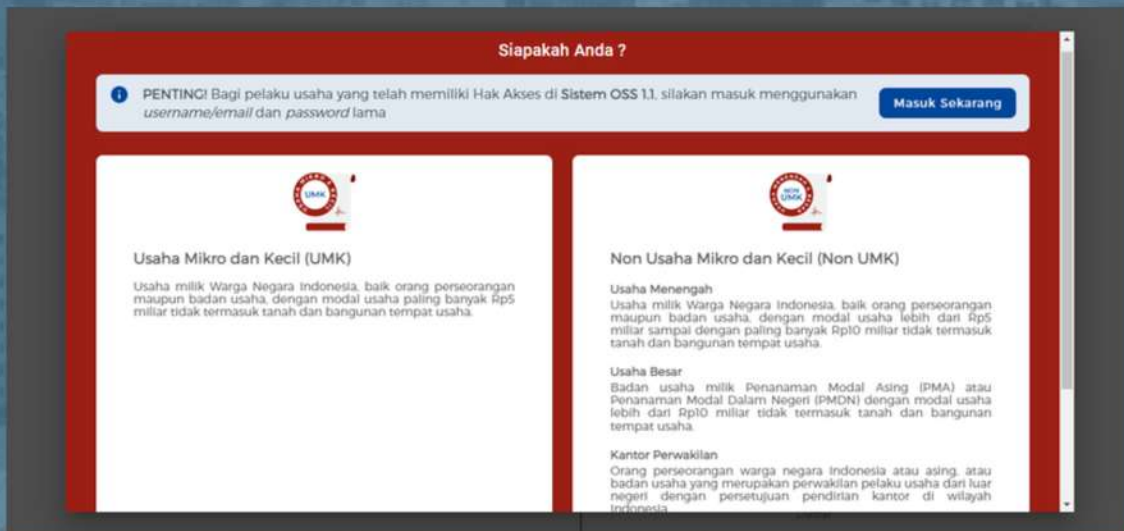 Siapakah Anda ?
PENTING! Bagi pelaku usaha yang telah memiliki Hak Akses di Sistem OSS 1.1, silakan masuk menggunakan
username/email dan password lama
Masuk Sekarang
UMK
Usaha Mikro dan Kecil (UMK)
Usaha milik Warga Negara Indonesia, baik orang perseorangan
maupun badan usaha, dengan modal usaha paling banyak Rp5
miliar tidak termasuk tanah dan bangunan tempat usaha.
NON
UMK
Non Usaha Mikro dan Kecil (Non UMK)
Usaha Menengah
Usaha milik Warga Negara Indonesia, baik orang perseorangan
maupun badan usaha, dengan modal usaha lebih dari Rp5
miliar sampai dengan paling banyak Rp10 miliar tidak termasuk
tanah dan bangunan tempat usaha.
Usaha Besar
Badan usaha milik Penanaman Modal Asing (PMA) atau
Penanaman Modal Dalam Negeri (PMDN) dengan modal usaha
lebih dari Rp10 miliar tidak termasuk tanah dan bangunan
tempat usaha.
Kantor Perwakilan
Orang perseorangan warga negara Indonesia atau asing, atau
badan usaha yang merupakan perwakilan pelaku usaha dari luar
negeri dengan persetujuan pendirian kantor di wilayah
Indonesia